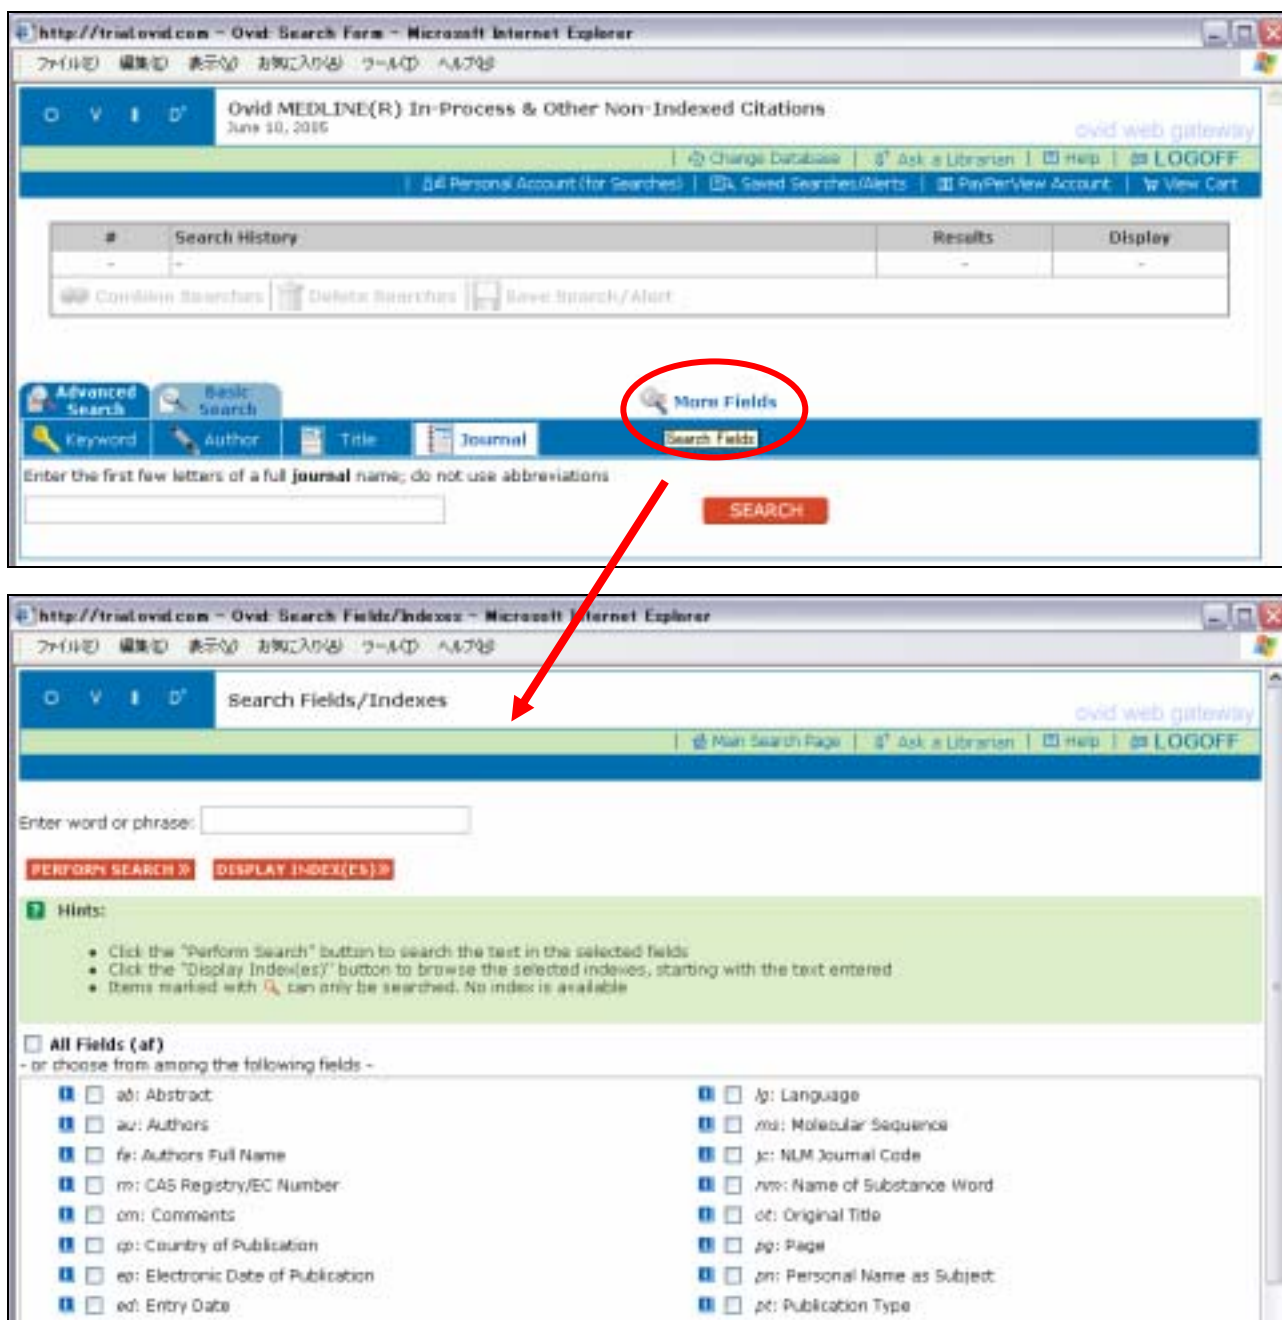 http://trial.ovid.com - Ovid: Search Form - Microsoft Internet Explorer
ファイル(F) 編集(E) 表示(V) お気に入り(A) ツール(T) ヘルプ(H)
O V I D
Ovid MEDLINE(R) In-Process & Other Non-Indexed Citations
June 10, 2005
ovid web gateway
Change Database | Ask a Librarian | Help | LOGOFF
Personal Account (for Searches) | Saved Searches/Alerts | PayPerView Account | View Cart
# Search History Results Display
- - - -
Combine Searches Delete Searches Save Search/Alert
Advanced Search Basic Search More Fields
Keyword Author Title Journal Search Fields
Enter the first few letters of a full journal name; do not use abbreviations
SEARCH
http://trial.ovid.com - Ovid: Search Fields/Indexes - Microsoft Internet Explorer
ファイル(F) 編集(E) 表示(V) お気に入り(A) ツール(T) ヘルプ(H)
O V I D
Search Fields/Indexes
ovid web gateway
Main Search Page | Ask a Librarian | Help | LOGOFF
Enter word or phrase:
PERFORM SEARCH » DISPLAY INDEX(ES) »
? Hints:
• Click the "Perform Search" button to search the text in the selected fields
• Click the "Display Index(es)" button to browse the selected indexes, starting with the text entered
• Items marked with can only be searched. No index is available
All Fields (af)
- or choose from among the following fields -
ab: Abstract
au: Authors
fa: Authors Full Name
rn: CAS Registry/EC Number
cm: Comments
cp: Country of Publication
ep: Electronic Date of Publication
ed: Entry Date
lg: Language
ms: Molecular Sequence
jc: NLM Journal Code
nm: Name of Substance Word
ot: Original Title
pg: Page
pn: Personal Name as Subject
pt: Publication Type